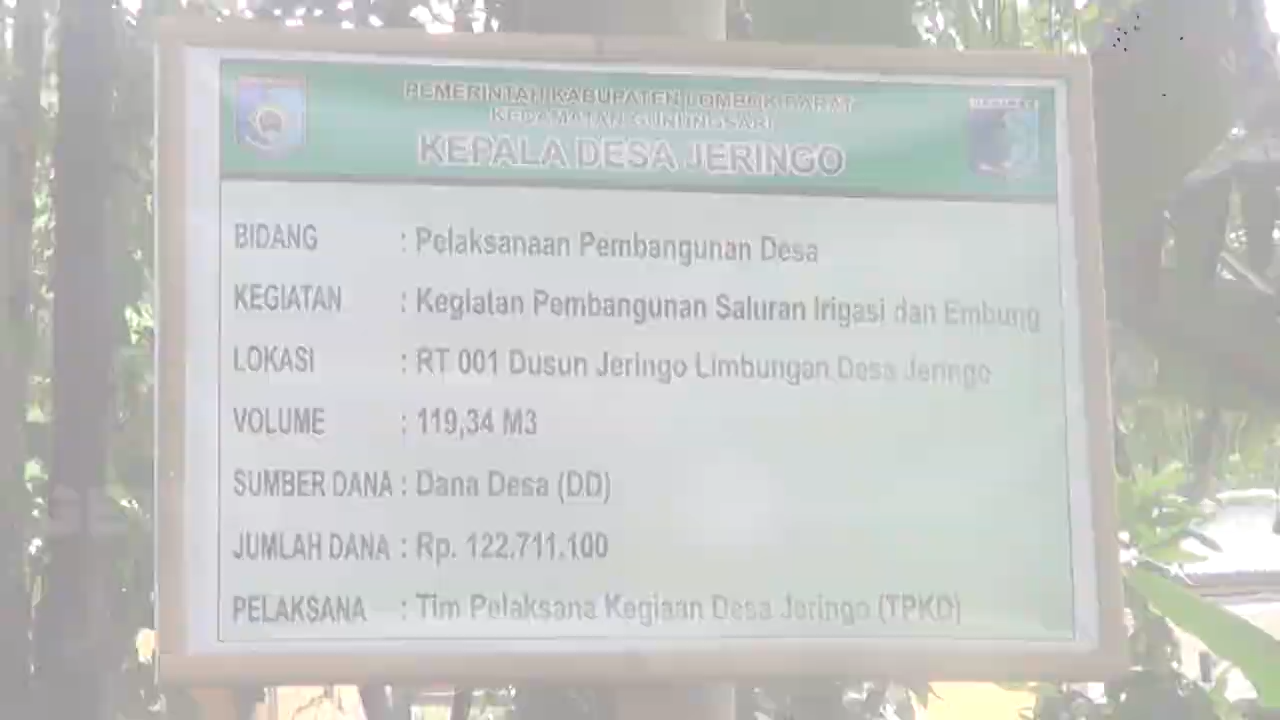 PEMERINTAH KABUPATEN LOMBOK BARAT
KECAMATAN GUNUNGSARI
KEPALA DESA JERINGO
BIDANG : Pelaksanaan Pembangunan Desa
KEGIATAN : Kegiatan Pembangunan Saluran Irigasi dan Embung
LOKASI : RT 001 Dusun Jeringo Limbungan Desa Jeringo
VOLUME : 119,34 M3
SUMBER DANA : Dana Desa (DD)
JUMLAH DANA : Rp. 122.711.100
PELAKSANA : Tim Pelaksana Kegiaan Desa Jeringo (TPKD)